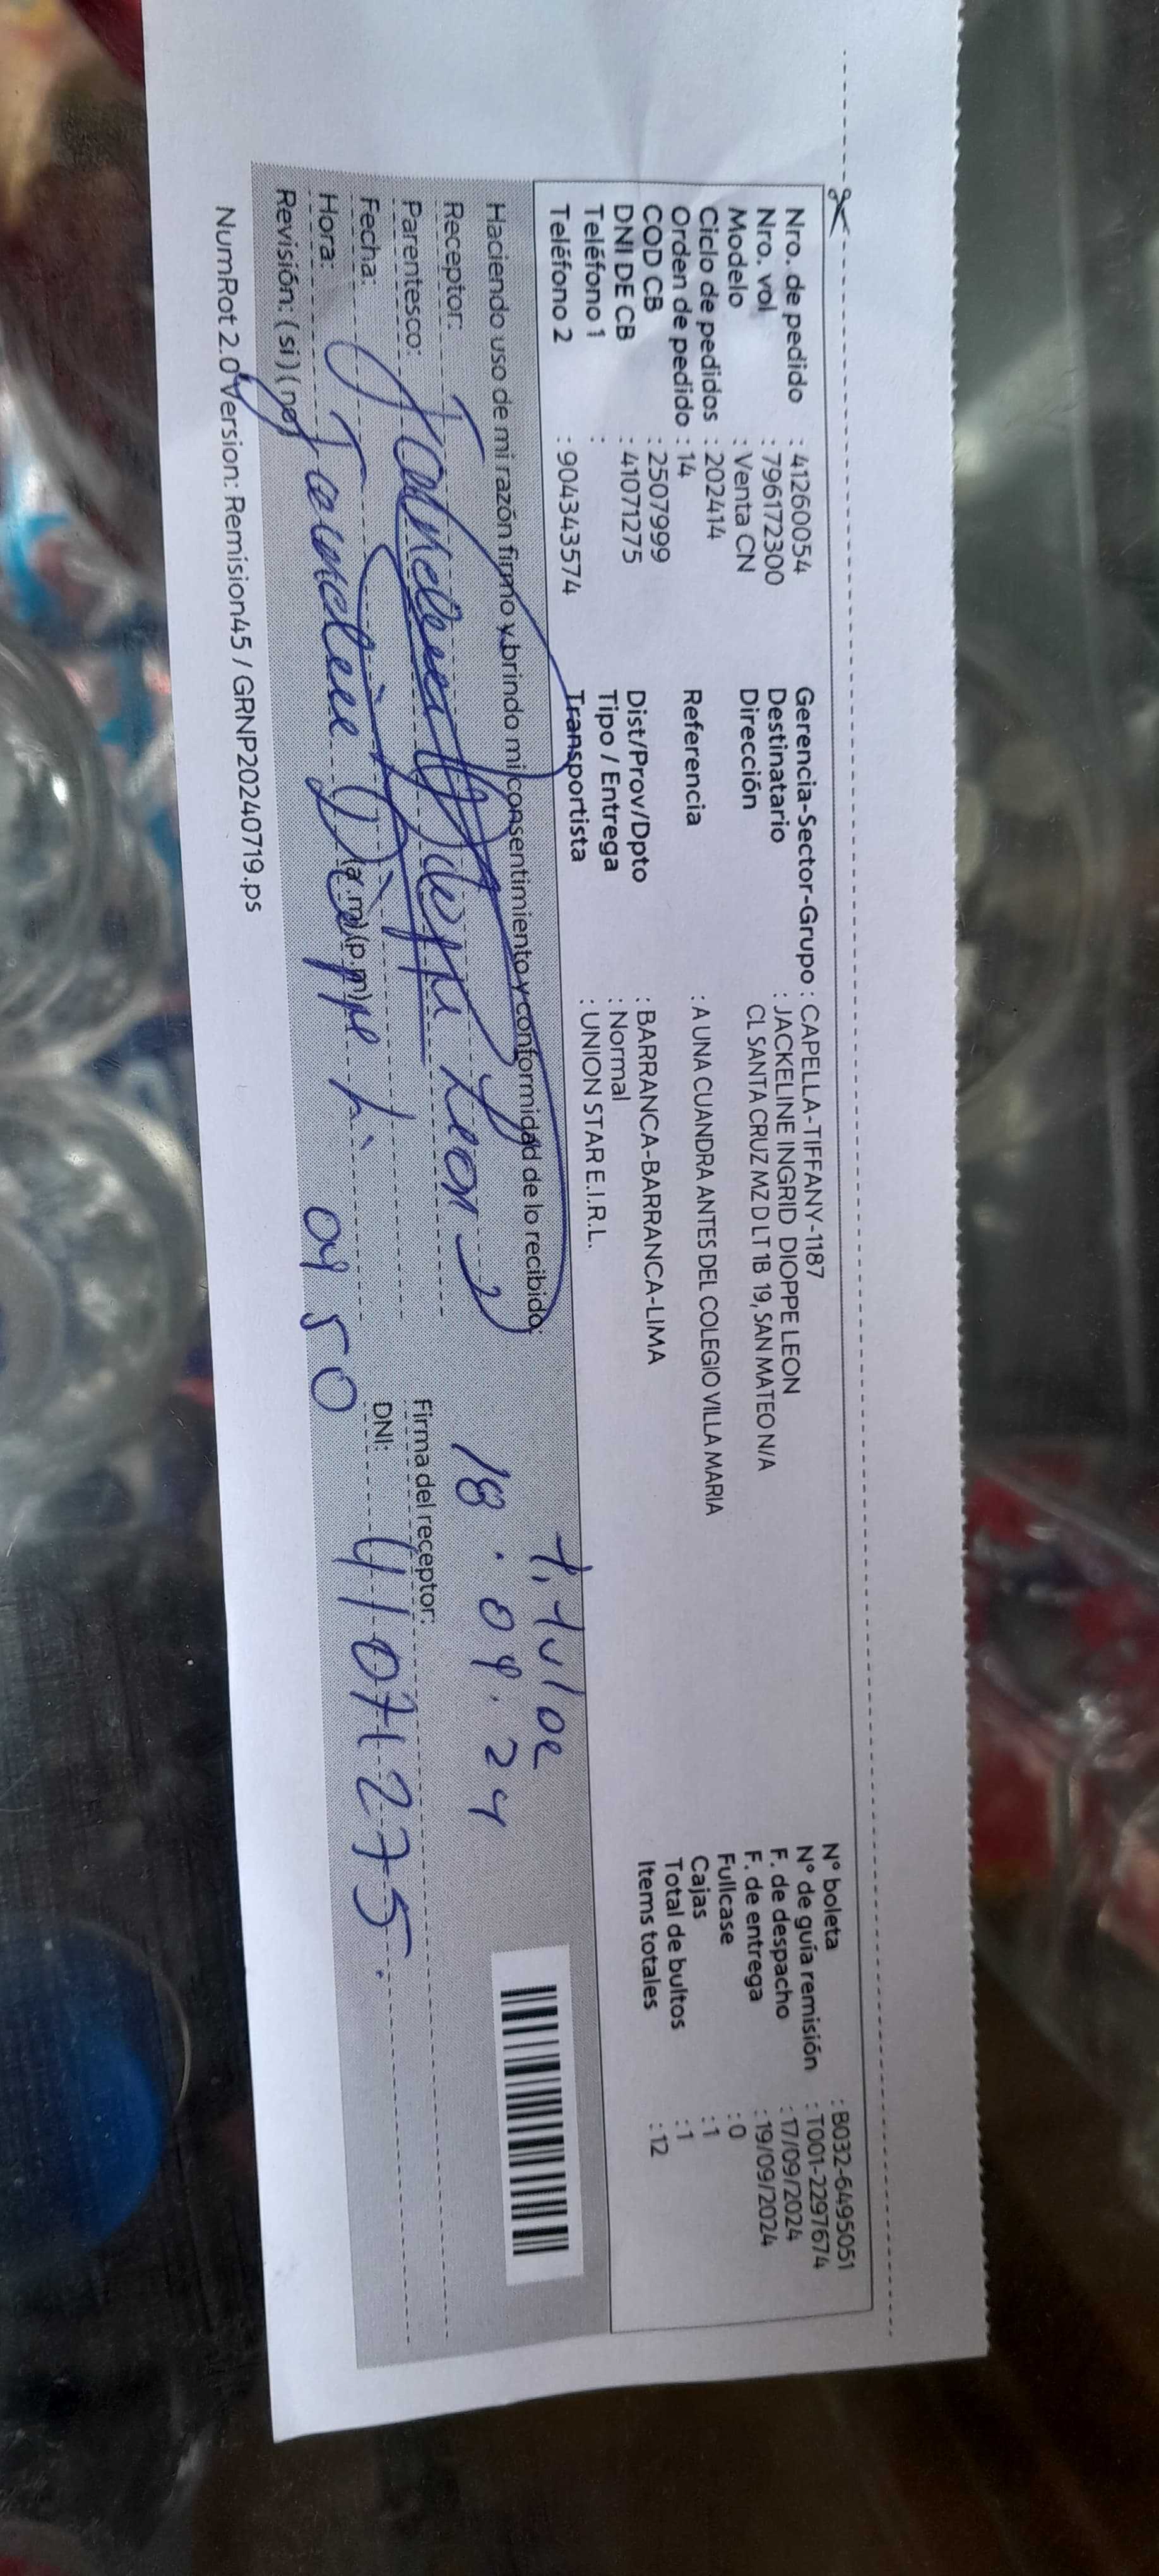 Nro. de pedido : 41260054
Nro. vol : 796172300
Modelo : Venta CN
Ciclo de pedidos : 202414
Orden de pedido : 14
COD CB : 2507999
DNI DE CB : 41071275
Teléfono 1 :
Teléfono 2 : 904343574
Gerencia-Sector-Grupo : CAPELLA-TIFFANY-1187
Destinatario : JACKELINE INGRID DIOPPE LEON
Dirección CL SANTA CRUZ MZ D LT 1B 19, SAN MATEO N/A
Referencia : A UNA CUANDRA ANTES DEL COLEGIO VILLA MARIA
Dist/Prov/Dpto : BARRANCA-BARRANCA-LIMA
Tipo / Entrega : Normal
Transportista : UNION STAR E.I.R.L.
N° boleta : B032-6495051
N° de guía remisión : T001-2297674
F. de despacho : 17/09/2024
F. de entrega : 19/09/2024
Fullcase : 0
Cajas : 1
Total de bultos : 1
Items totales : 12
Haciendo uso de mi razón firmo y brindo mi consentimiento y conformidad de lo recibido:
Receptor: Leon
Parentesco:
Fecha:
Hora: (a.m) (p.m)
Revisión: (si) (no)
09 50
titular
18 . 09 . 24
Firma del receptor:
DNI: 41071275.
NumRot 2.0 Version: Remision45 / GRNP20240719.ps